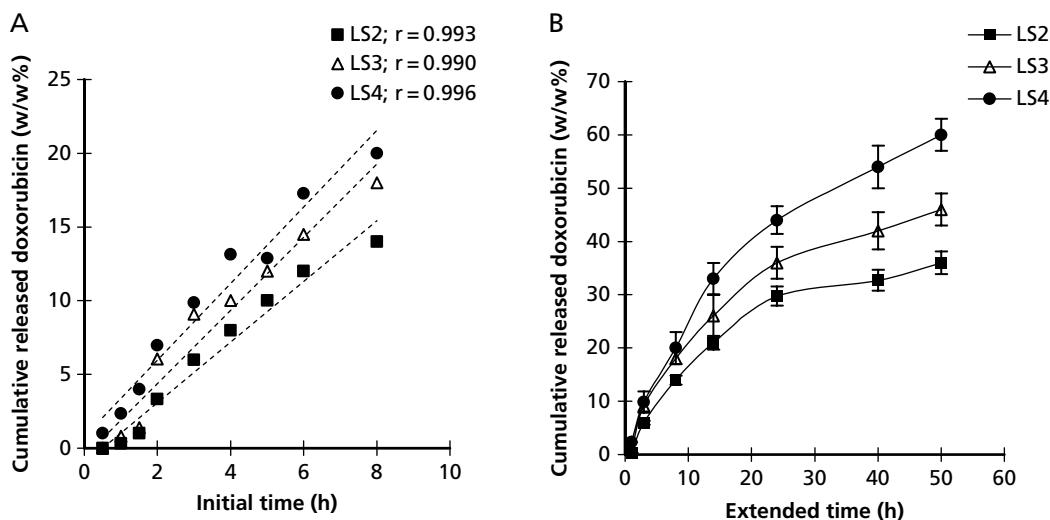 A
LS2; r = 0.993
LS3; r = 0.990
LS4; r = 0.996
Cumulative released doxorubicin (w/w%)
25
20
15
10
5
0
0 2 4 6 8 10
Initial time (h)
B
LS2
LS3
LS4
Cumulative released doxorubicin (w/w%)
70
60
50
40
30
20
10
0
0 10 20 30 40 50 60
Extended time (h)